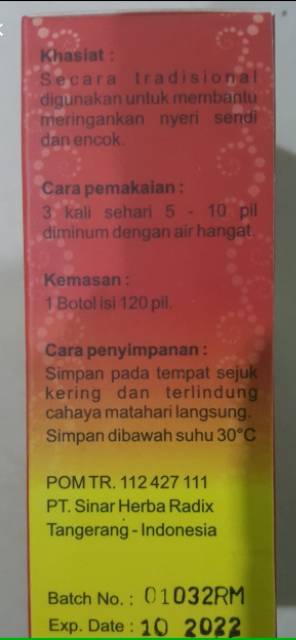 Khasiat :
Secara tradisional
digunakan untuk membantu
meringankan nyeri sendi
dan encok.
Cara pemakaian :
3 kali sehari 5 - 10 pil
diminum dengan air hangat.
Kemasan :
1 Botol isi 120 pil.
Cara penyimpanan :
Simpan pada tempat sejuk
kering dan terlindung
cahaya matahari langsung.
Simpan dibawah suhu 30°C
POM TR. 112 427 111
PT. Sinar Herba Radix
Tangerang - Indonesia
Batch No. : 01032RM
Exp. Date : 10 2022